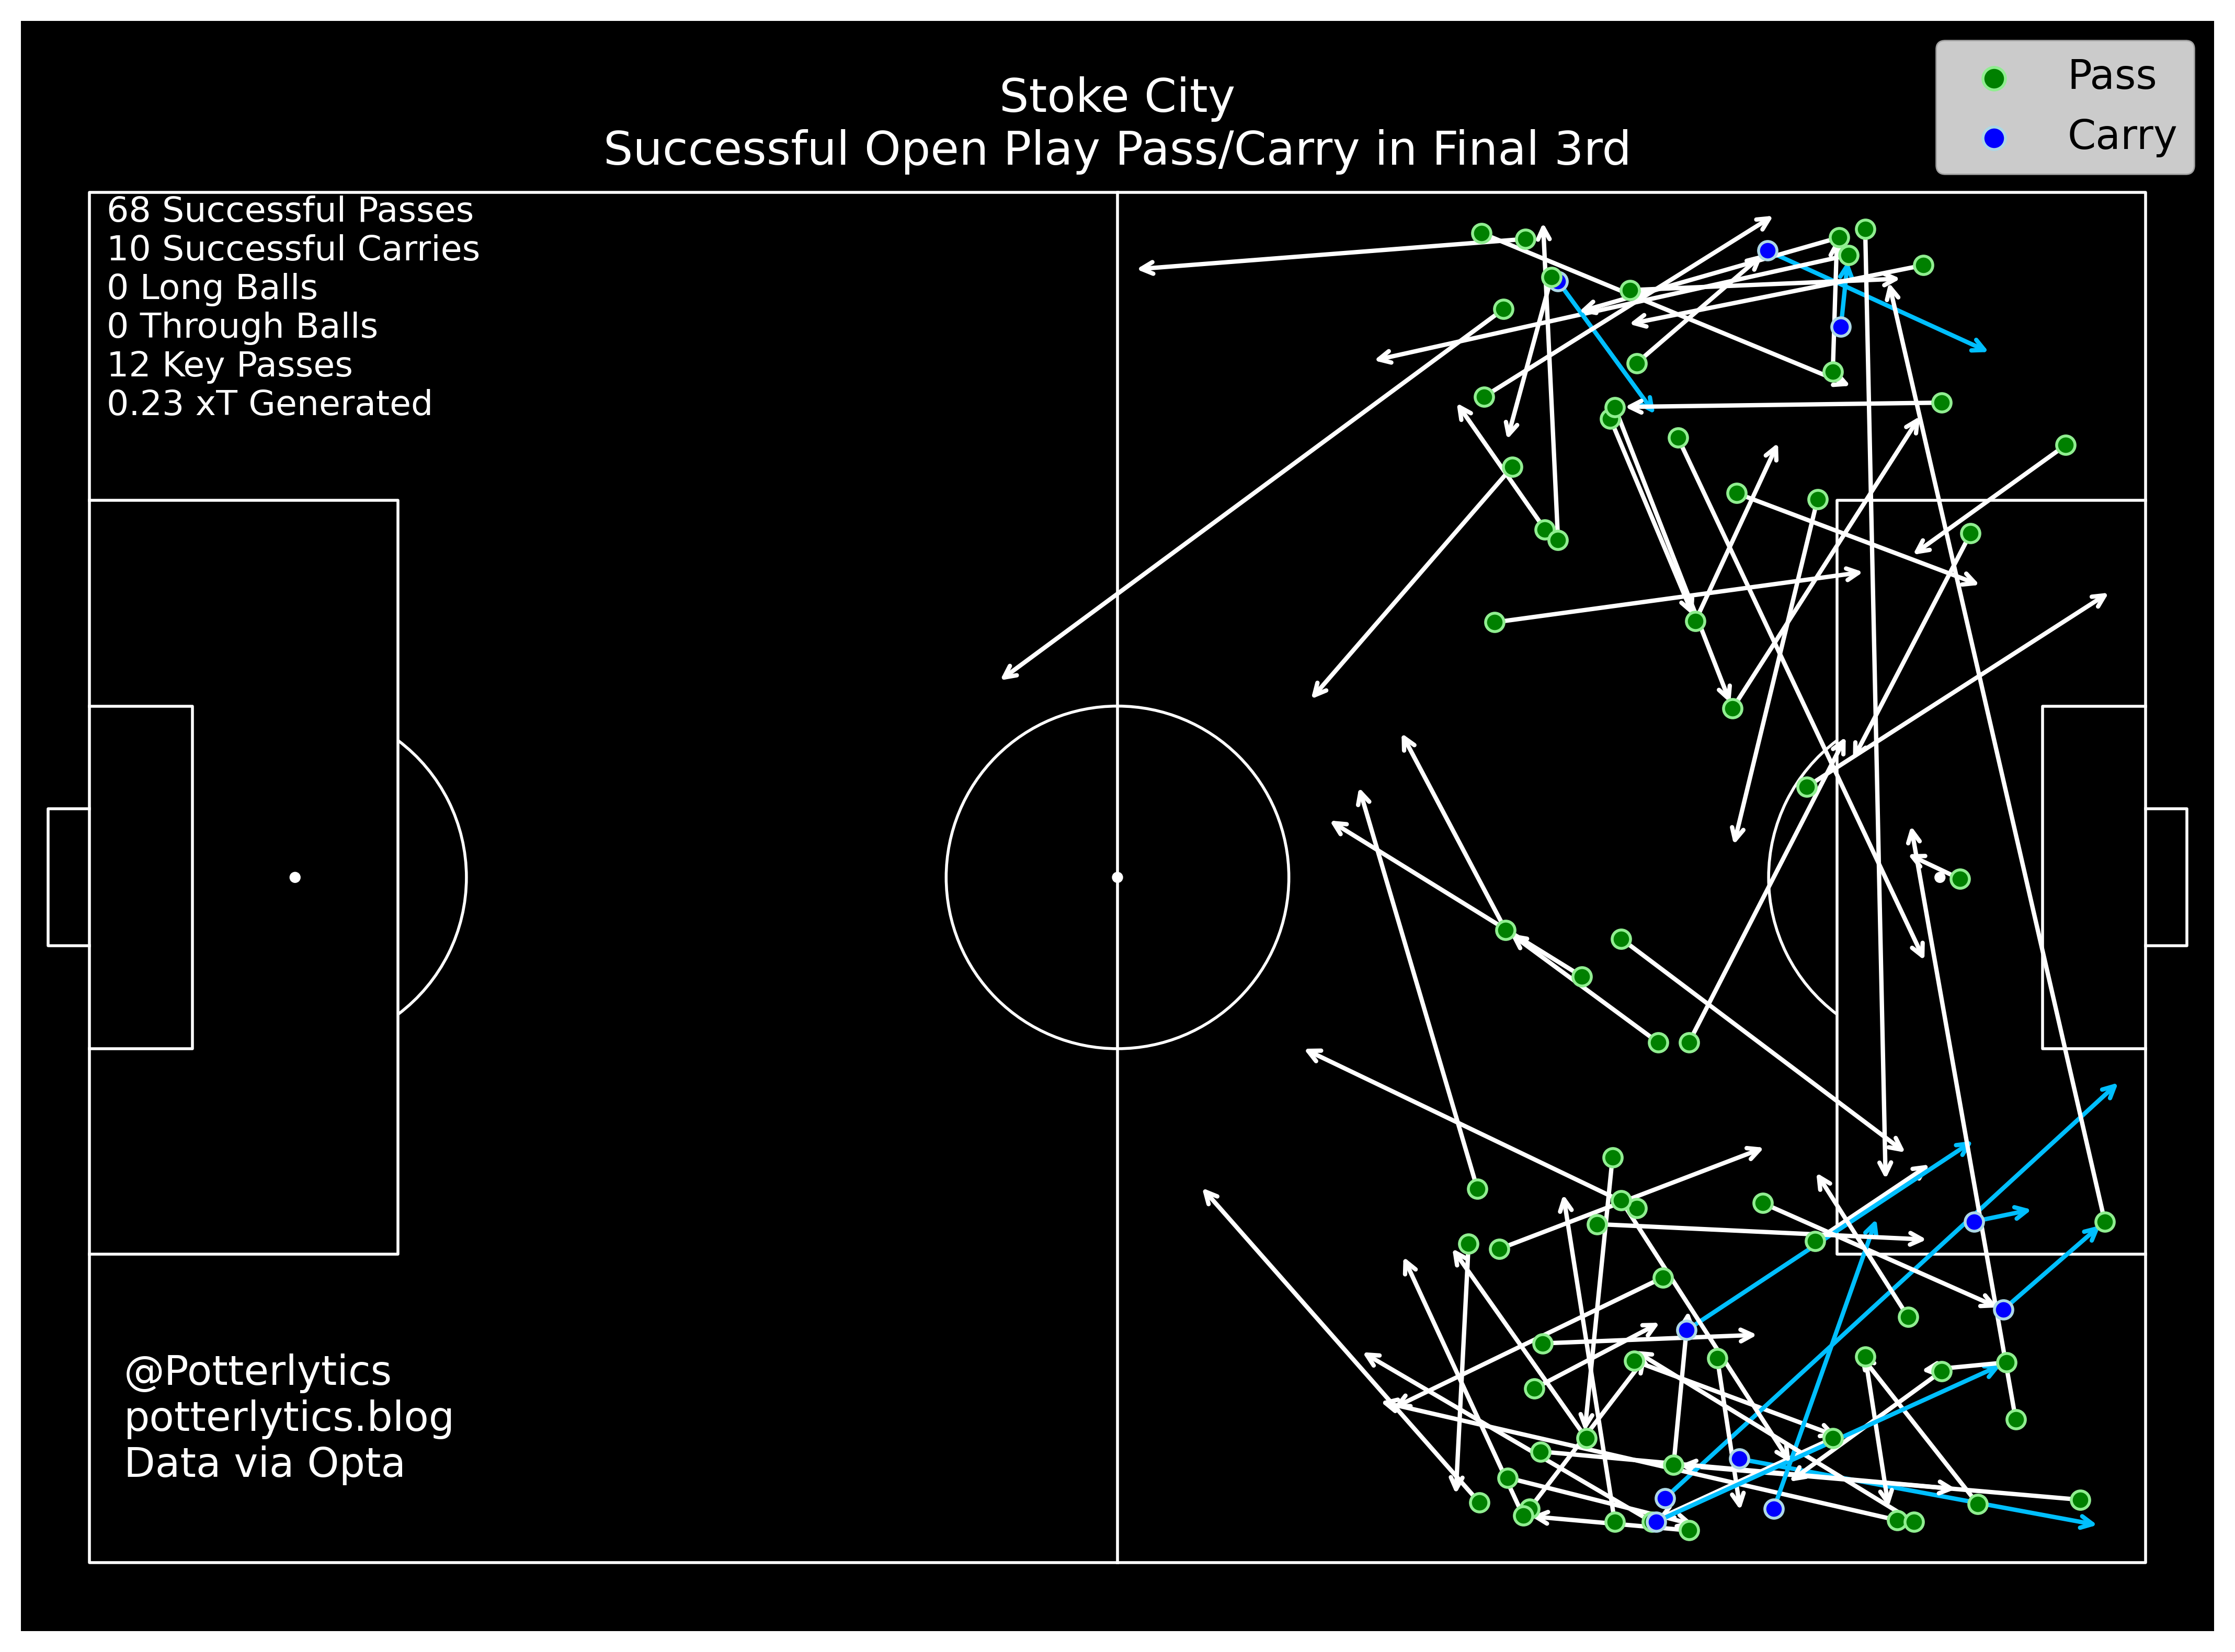 Stoke City
Successful Open Play Pass/Carry in Final 3rd
Pass
Carry
68 Successful Passes
10 Successful Carries
0 Long Balls
0 Through Balls
12 Key Passes
0.23 xT Generated
@Potterlytics
potterlytics.blog
Data via Opta